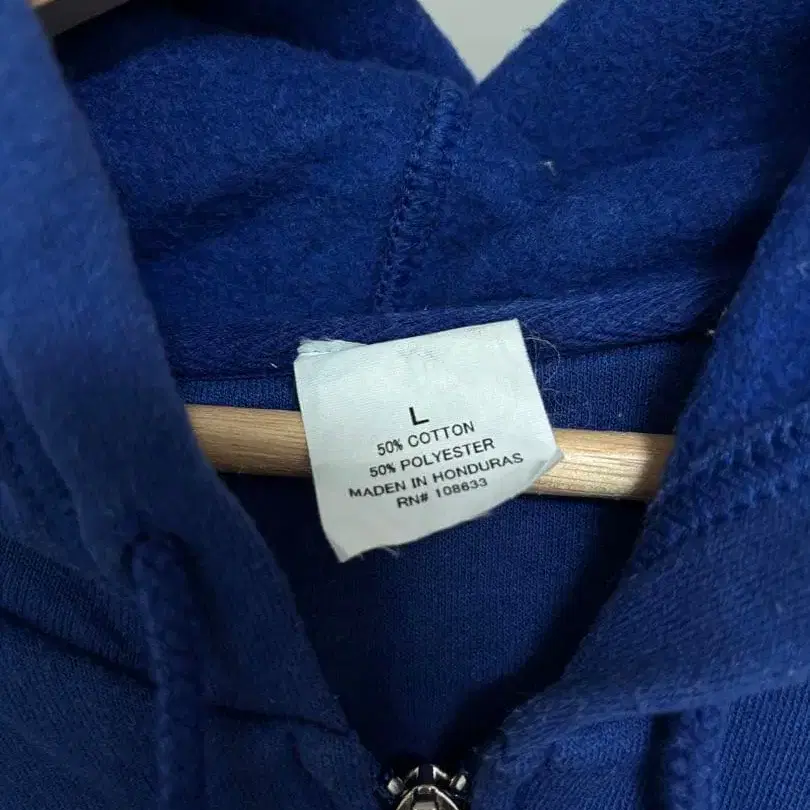 L
50% COTTON
50% POLYESTER
MADEN IN HONDURAS
RN# 108633